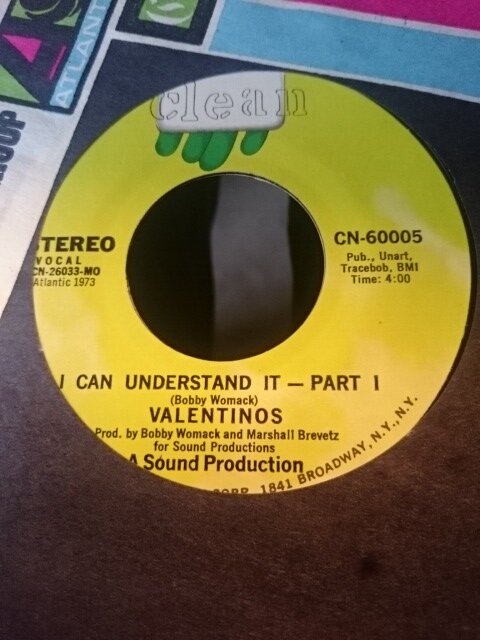 ATLANTIC
clean
STEREO
VOCAL
CN-26033-MO
Atlantic 1973
CN-60005
Pub., Unart,
Tracebob, BMI
Time: 4:00
I CAN UNDERSTAND IT — PART I
(Bobby Womack)
VALENTINOS
Prod. by Bobby Womack and Marshall Brevetz
for Sound Productions
A Sound Production
CORP. 1841 BROADWAY, N.Y., N.Y.